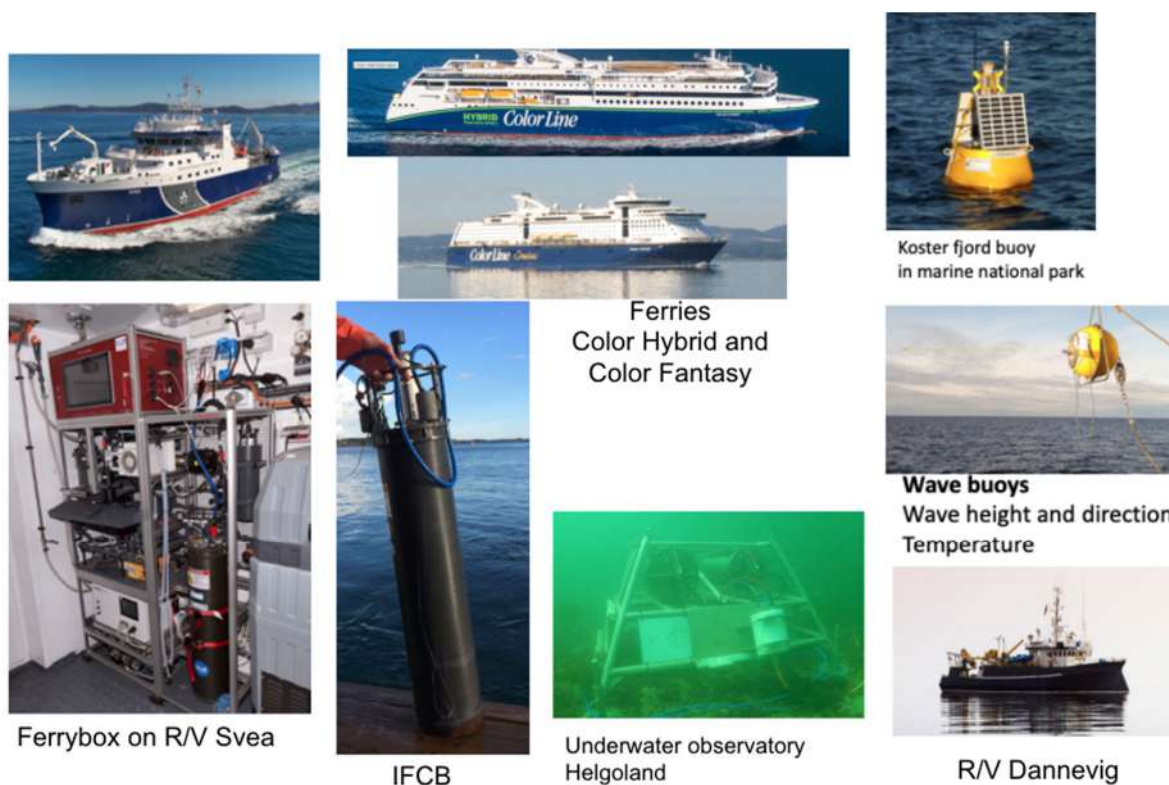 HYBRID
Color Line
Color Line
Koster fjord buoy
in marine national park
Ferries
Color Hybrid and
Color Fantasy
Wave buoys
Wave height and direction
Temperature
Ferrybox on R/V Svea
IFCB
Underwater observatory
Helgoland
R/V Dannevig